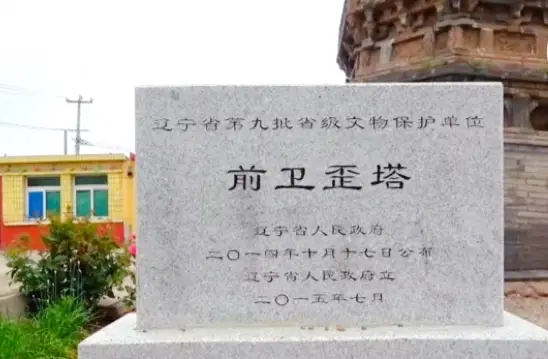 辽宁省第九批省级文物保护单位
前卫歪塔
辽宁省人民政府
二〇一四年十月十七日公布
辽宁省人民政府立
二〇一五年七月